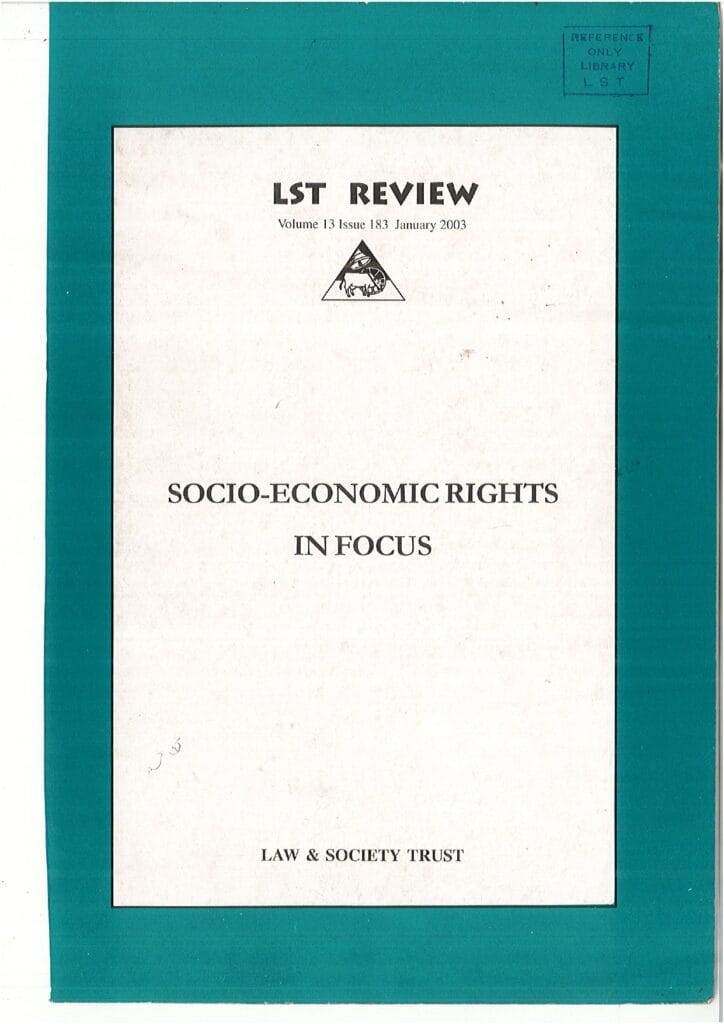 REFERENCE
ONLY
LIBRARY
L S T
LST REVIEW
Volume 13 Issue 183 January 2003
SOCIO-ECONOMIC RIGHTS
IN FOCUS
LAW & SOCIETY TRUST